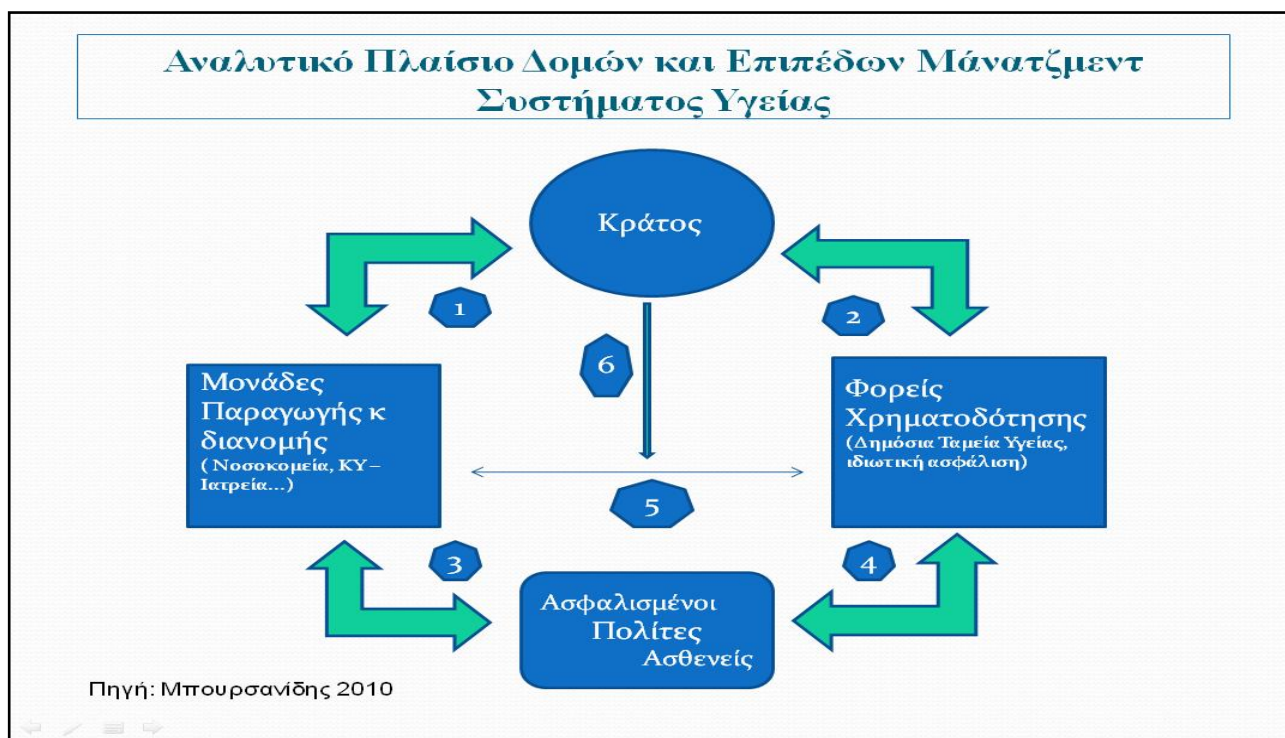 Αναλυτικό Πλαίσιο Δομών και Επιπέδων Μάνατζμεντ
Συστήματος Υγείας
Κράτος
1
2
6
Μονάδες
Παραγωγής κ
διανομής
( Νοσοκομεία, ΚΥ –
Ιατρεία...)
Φορείς
Χρηματοδότησης
(Δημόσια Ταμεία Υγείας,
ιδιωτική ασφάλιση)
5
3
4
Ασφαλισμένοι
Πολίτες
Ασθενείς
Πηγή: Μπουρσανίδης 2010